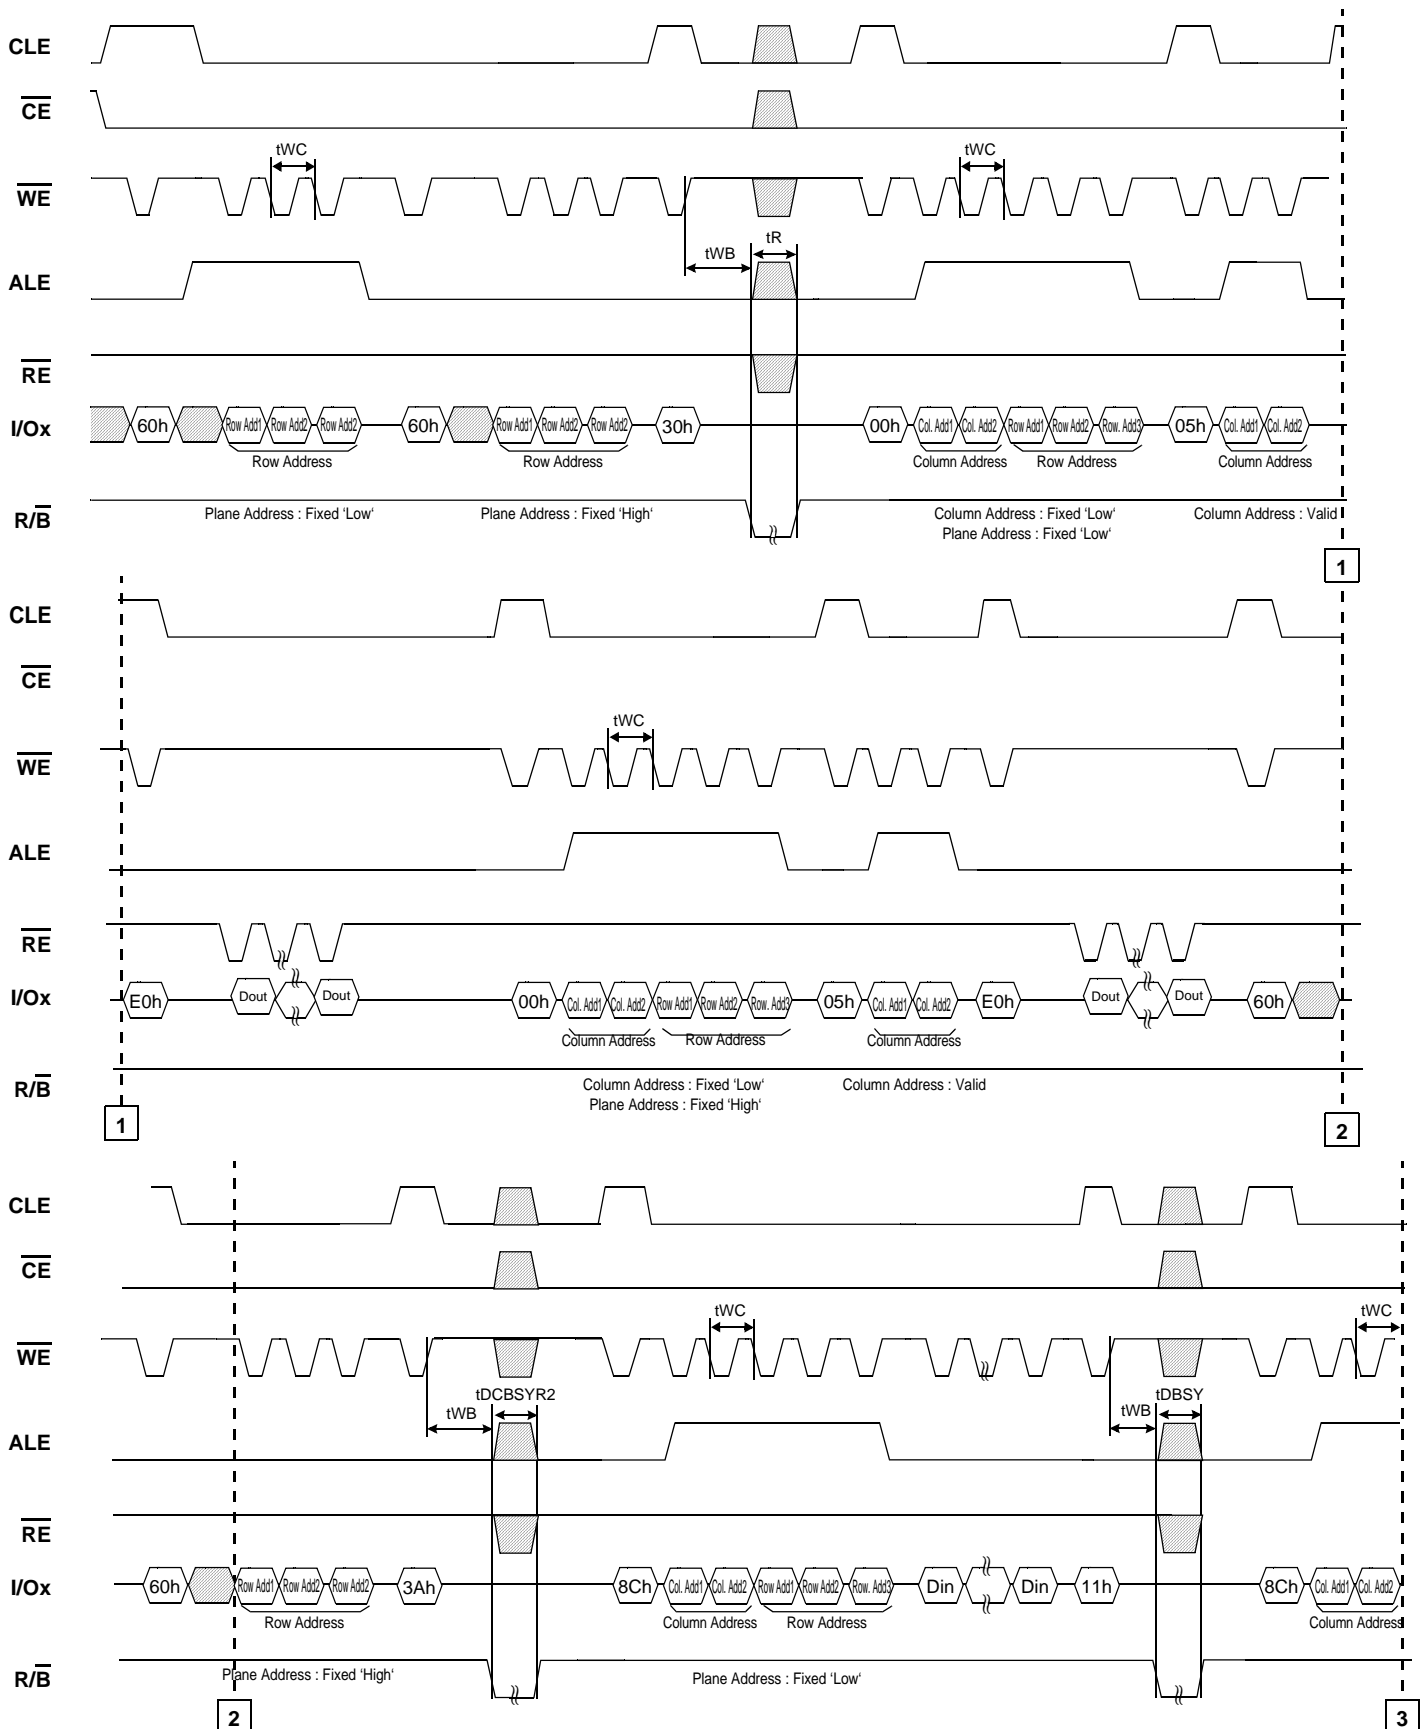 CLE
CE
tWC
tWC
WE
tWB
tR
ALE
RE
I/Ox
60h
Row Add1
Row Add2
Row Add2
60h
Row Add1
Row Add2
Row Add2
30h
00h
Col. Add1
Col. Add2
Row Add1
Row Add2
Row. Add3
05h
Col. Add1
Col. Add2
Row Address
Row Address
Column Address
Row Address
Column Address
R/B
Plane Address : Fixed ‘Low’
Plane Address : Fixed ‘High’
Column Address : Fixed ‘Low’
Plane Address : Fixed ‘Low’
Column Address : Valid
1
CLE
CE
tWC
WE
ALE
RE
I/Ox
E0h
Dout
Dout
00h
Col. Add1
Col. Add2
Row Add1
Row Add2
Row. Add3
05h
Col. Add1
Col. Add2
E0h
Dout
Dout
60h
Column Address
Row Address
Column Address
R/B
Column Address : Fixed ‘Low’
Plane Address : Fixed ‘High’
Column Address : Valid
1
2
CLE
CE
tWC
tWC
WE
tWB
tDCBSYR2
tWB
tDBSY
ALE
RE
I/Ox
60h
Row Add1
Row Add2
Row Add2
3Ah
8Ch
Col. Add1
Col. Add2
Row Add1
Row Add2
Row. Add3
Din
Din
11h
8Ch
Col. Add1
Col. Add2
Row Address
Column Address
Row Address
Column Address
R/B
Plane Address : Fixed ‘High’
Plane Address : Fixed ‘Low’
2
3